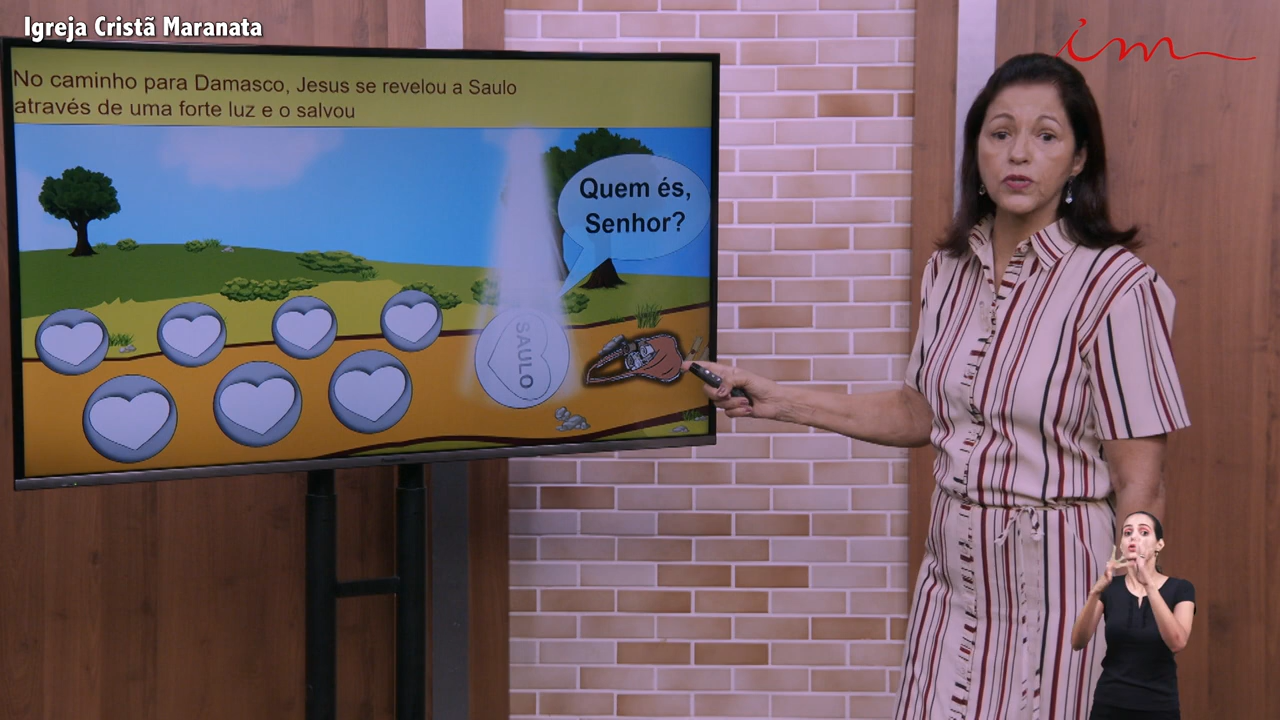 Igreja Cristã Maranata
im
No caminho para Damasco, Jesus se revelou a Saulo
através de uma forte luz e o salvou
Quem és,
Senhor?
SAULO